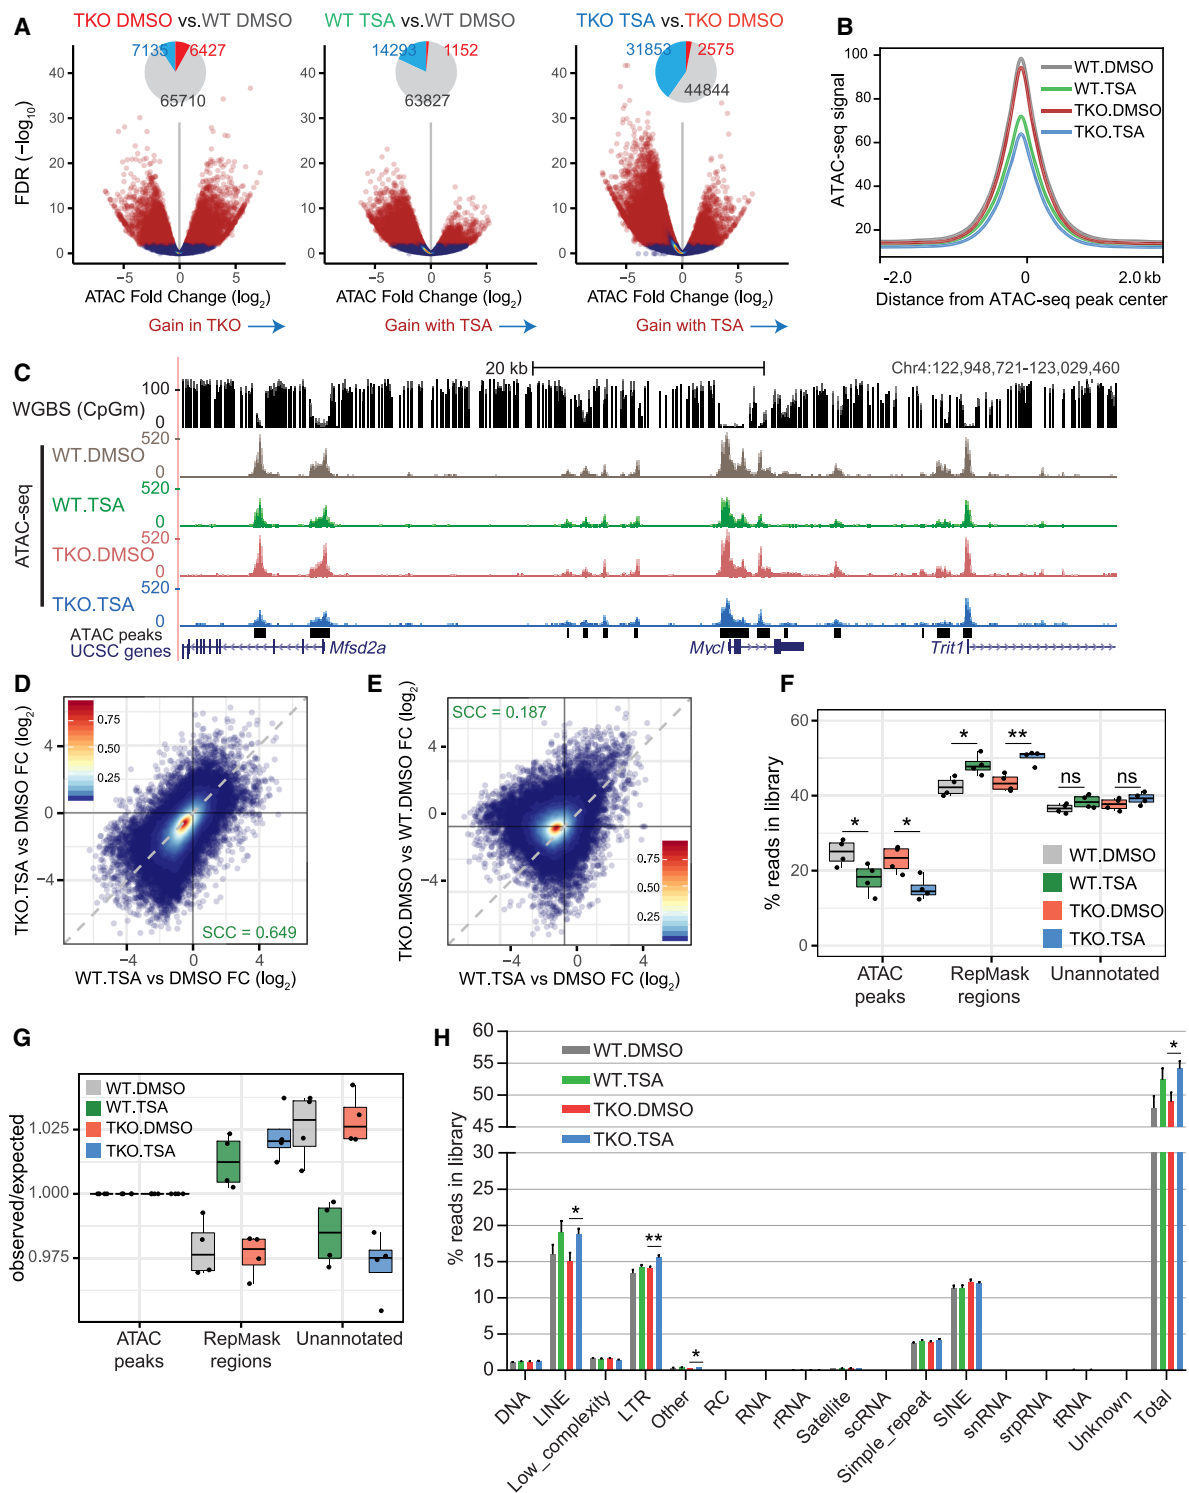 A
TKO DMSO vs.WT DMSO
WT TSA vs.WT DMSO
TKO TSA vs.TKO DMSO
7135
6427
65710
14293
1152
63827
31853
2575
44844
FDR (−log10)
40
30
20
10
0
40
30
20
10
0
40
30
20
10
0
−5 0 5
−5 0 5
−5 0 5
ATAC Fold Change (log2)
ATAC Fold Change (log2)
ATAC Fold Change (log2)
Gain in TKO
Gain with TSA
Gain with TSA
B
ATAC-seq signal
100
80
60
40
20
WT.DMSO
WT.TSA
TKO.DMSO
TKO.TSA
-2.0 0 2.0 kb
Distance from ATAC-seq peak center
C
20 kb
Chr4:122,948,721-123,029,460
WGBS (CpGm)
100
0
ATAC-seq
WT.DMSO
520
0
WT.TSA
520
0
TKO.DMSO
520
0
TKO.TSA
520
0
ATAC peaks
UCSC genes
Mfsd2a
Mycl
Trit1
D
TKO.TSA vs DMSO FC (log2)
0.75
0.50
0.25
4
0
−4
SCC = 0.649
−4 0 4
WT.TSA vs DMSO FC (log2)
E
TKO.DMSO vs WT.DMSO FC (log2)
SCC = 0.187
4
0
−4
0.75
0.50
0.25
−4 0 4
WT.TSA vs DMSO FC (log2)
F
% reads in library
60
40
20
0
*
*
*
**
ns
ns
WT.DMSO
WT.TSA
TKO.DMSO
TKO.TSA
ATAC peaks
RepMask regions
Unannotated
G
observed/expected
WT.DMSO
WT.TSA
TKO.DMSO
TKO.TSA
1.025
1.000
0.975
ATAC peaks
RepMask regions
Unannotated
H
% reads in library
60
55
50
45
30
25
20
15
10
5
0
WT.DMSO
WT.TSA
TKO.DMSO
TKO.TSA
*
**
*
*
DNA
LINE
Low_complexity
LTR
Other
RC
RNA
rRNA
Satellite
scRNA
Simple_repeat
SINE
snRNA
srpRNA
tRNA
Unknown
Total